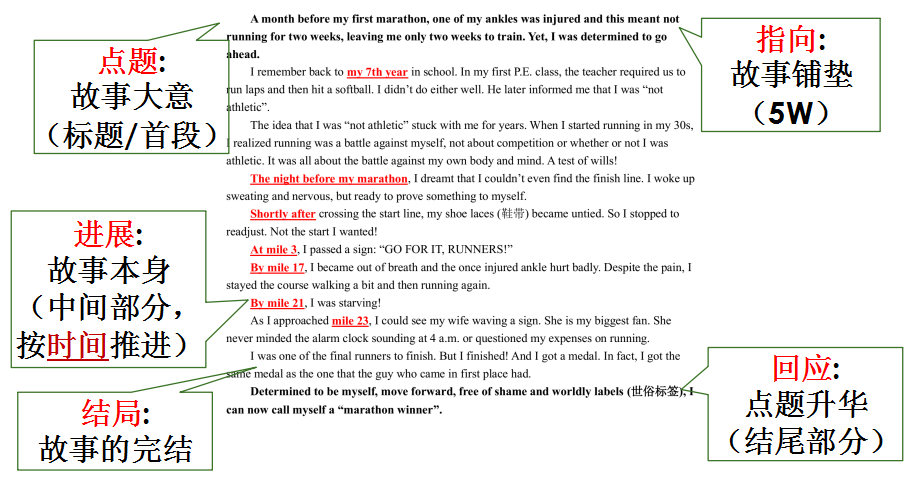 A month before my first marathon, one of my ankles was injured and this meant not
running for two weeks, leaving me only two weeks to train. Yet, I was determined to go
ahead.
I remember back to my 7th year in school. In my first P.E. class, the teacher required us to
run laps and then hit a softball. I didn't do either well. He later informed me that I was “not
athletic”.
The idea that I was “not athletic” stuck with me for years. When I started running in my 30s,
I realized running was a battle against myself, not about competition or whether or not I was
athletic. It was all about the battle against my own body and mind. A test of wills!
The night before my marathon, I dreamt that I couldn't even find the finish line. I woke up
sweating and nervous, but ready to prove something to myself.
Shortly after crossing the start line, my shoe laces (鞋带) became untied. So I stopped to
readjust. Not the start I wanted!
At mile 3, I passed a sign: “GO FOR IT, RUNNERS!”
By mile 17, I became out of breath and the once injured ankle hurt badly. Despite the pain, I
stayed the course walking a bit and then running again.
By mile 21, I was starving!
As I approached mile 23, I could see my wife waving a sign. She is my biggest fan. She
never minded the alarm clock sounding at 4 a.m. or questioned my expenses on running.
I was one of the final runners to finish. But I finished! And I got a medal. In fact, I got the
same medal as the one that the guy who came in first place had.
Determined to be myself, move forward, free of shame and worldly labels (世俗标签), I
can now call myself a “marathon winner”.
点题:
故事大意
（标题/首段）
指向:
故事铺垫
（5W）
进展:
故事本身
（中间部分，
按时间推进）
结局:
故事的完结
回应:
点题升华
（结尾部分）